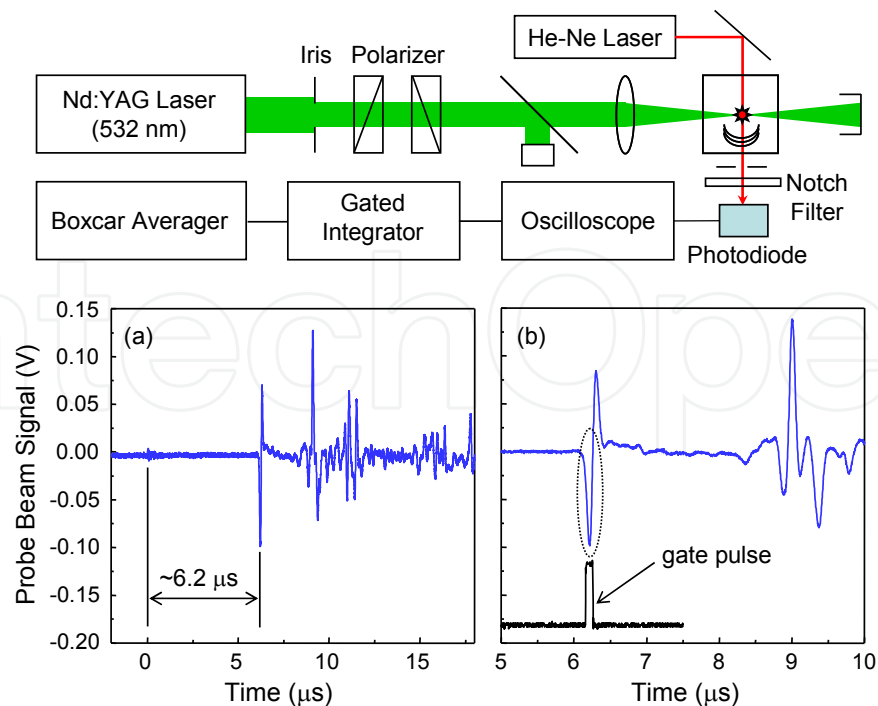 He-Ne Laser
Iris
Polarizer
Nd:YAG Laser
(532 nm)
Notch
Filter
Boxcar Averager
Gated
Integrator
Oscilloscope
Photodiode
ntechOpe
(a)
(b)
0.15
0.10
0.05
0.00
-0.05
-0.10
-0.15
-0.20
Probe Beam Signal (V)
~6.2 μs
gate pulse
0 5 10 15
5 6 7 8 9 10
Time (μs)
Time (μs)